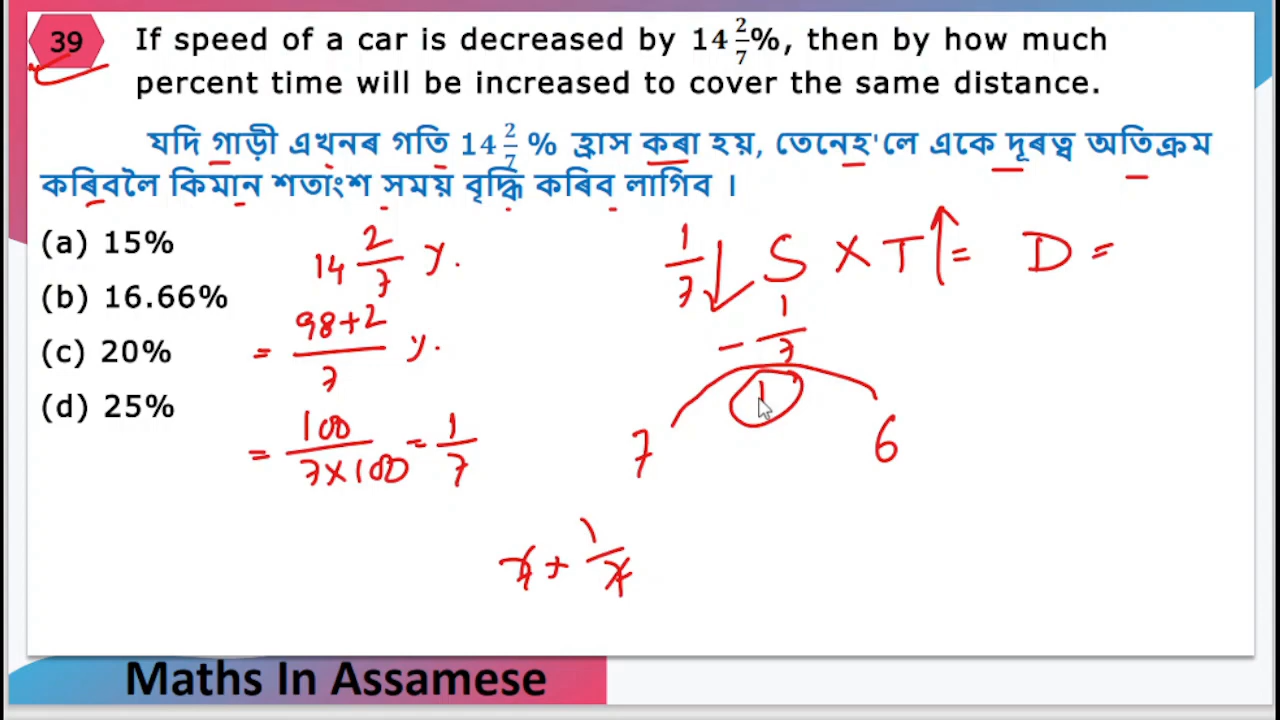 39
If speed of a car is decreased by 14 2/7 %, then by how much
percent time will be increased to cover the same distance.
যদি গাড়ী এখনৰ গতি 14 2/7 % হ্ৰাস কৰা হয়, তেনেহ'লে একে দূৰত্ব অতিক্ৰম
কৰিবলৈ কিমান শতাংশ সময় বৃদ্ধি কৰিব লাগিব ।
(a) 15%
(b) 16.66%
(c) 20%
(d) 25%
14 2/7 %.
= 98+2/7 %.
= 100/7×100 = 1/7
1/7 ↓ S × T ↑ = D =
- 1/7
1
7 6
7 × 1/7
Maths In Assamese